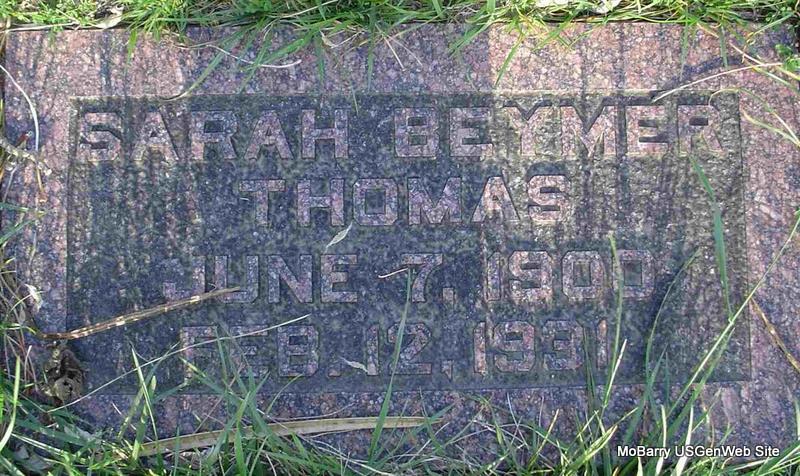 SARAH BEYMER
THOMAS
JUNE 7, 1900
FEB. 12, 1931
MoBarry USGenWeb Site